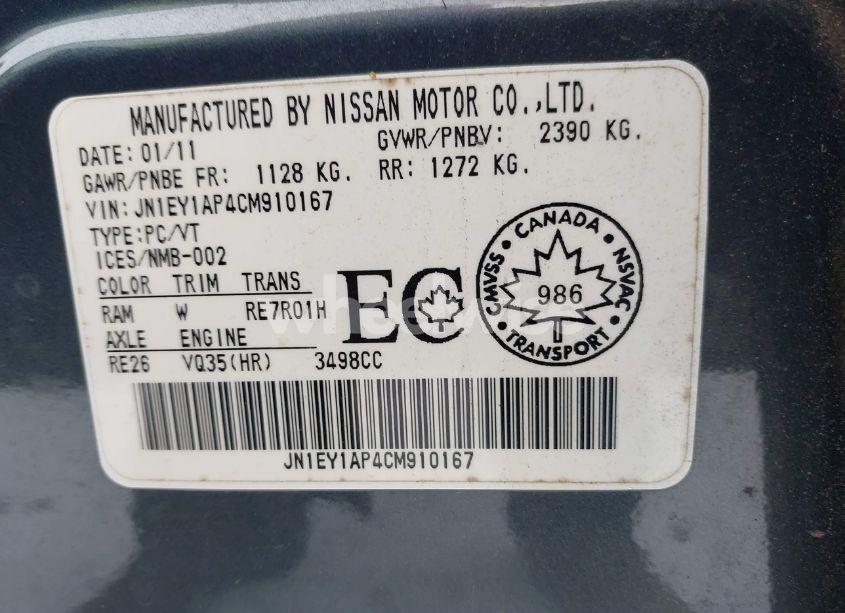 MANUFACTURED BY NISSAN MOTOR CO.,LTD.
DATE: 01/11 GVWR/PNBV: 2390 KG.
GAWR/PNBE FR: 1128 KG. RR: 1272 KG.
VIN: JN1EY1AP4CM910167
TYPE:PC/VT
ICES/NMB-002
COLOR TRIM TRANS
RAM W RE7R01H
AXLE ENGINE
RE26 VQ35(HR) 3498CC
EC
CANADA
CMVSS 986 NSVAC
TRANSPORT
JN1EY1AP4CM910167